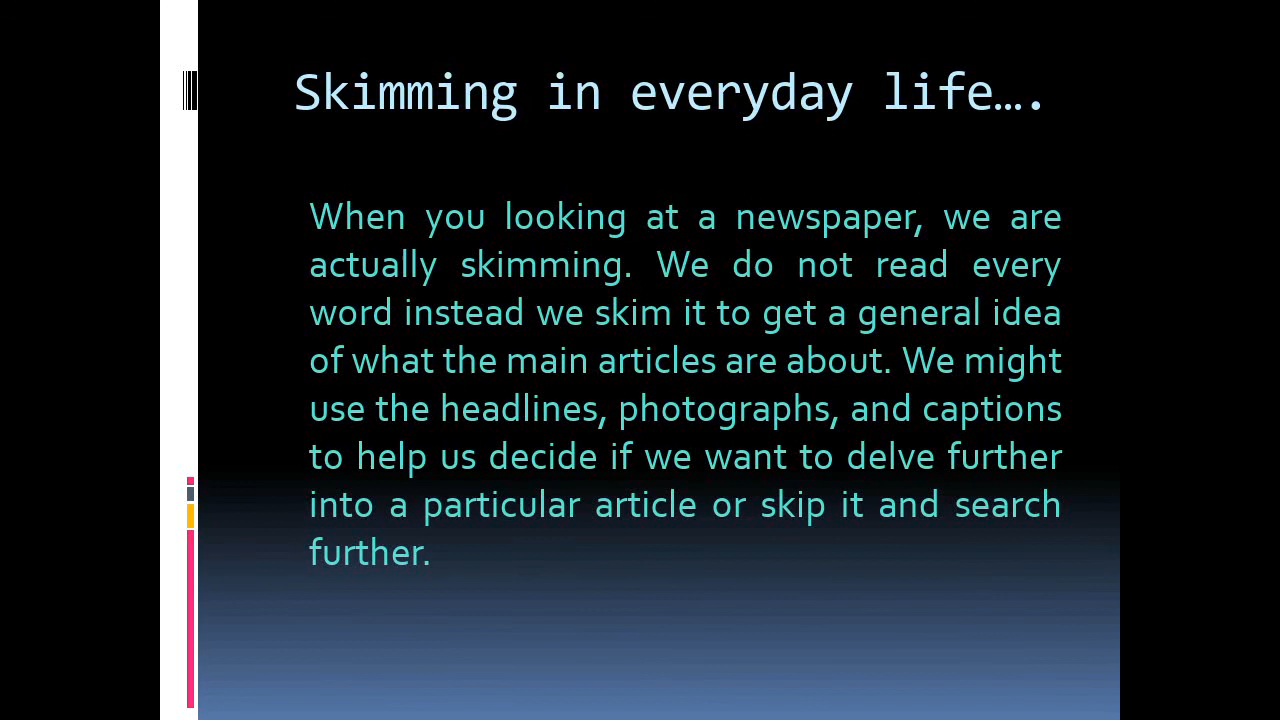 Skimming in everyday life….
When you looking at a newspaper, we are
actually skimming. We do not read every
word instead we skim it to get a general idea
of what the main articles are about. We might
use the headlines, photographs, and captions
to help us decide if we want to delve further
into a particular article or skip it and search
further.